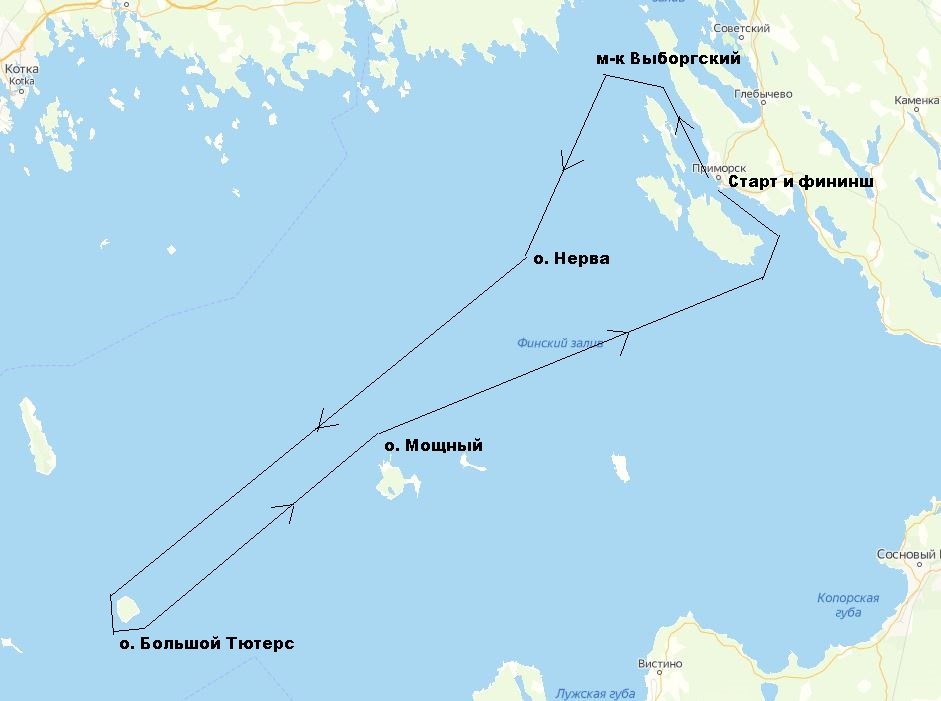 залив
Советский
м-к Выборгский
Котка
Kotka
Глебычево
Каменка
Приморск
Старт и фининш
о. Нерва
Финский залив
о. Мощный
Сосновый
Копорская
губа
о. Большой Тютерс
Вистино
Лужская губа